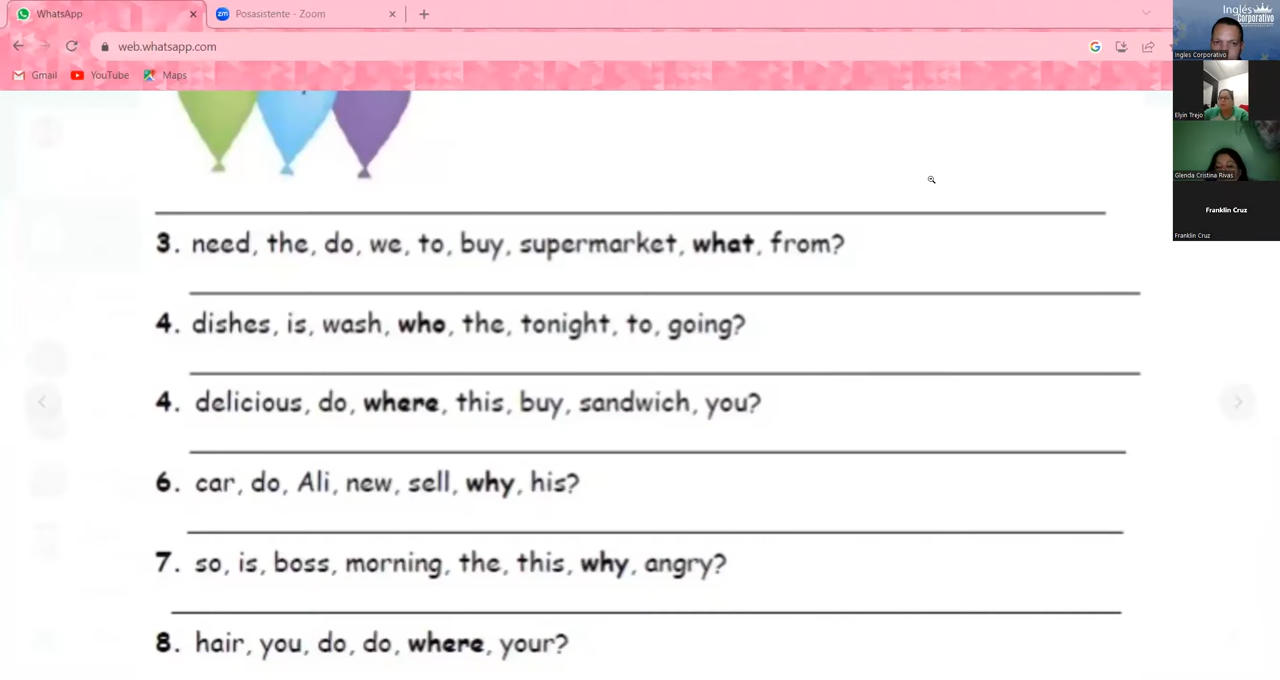 WhatsApp
Posasistente - Zoom
web.whatsapp.com
Gmail
YouTube
Maps
Inglés
Corporativo
Ingles Corporativo
Elyin Trejo
Glenda Cristina Rivas
Franklin Cruz
Franklin Cruz
3. need, the, do, we, to, buy, supermarket, what, from?
4. dishes, is, wash, who, the, tonight, to, going?
4. delicious, do, where, this, buy, sandwich, you?
6. car, do, Ali, new, sell, why, his?
7. so, is, boss, morning, the, this, why, angry?
8. hair, you, do, do, where, your?